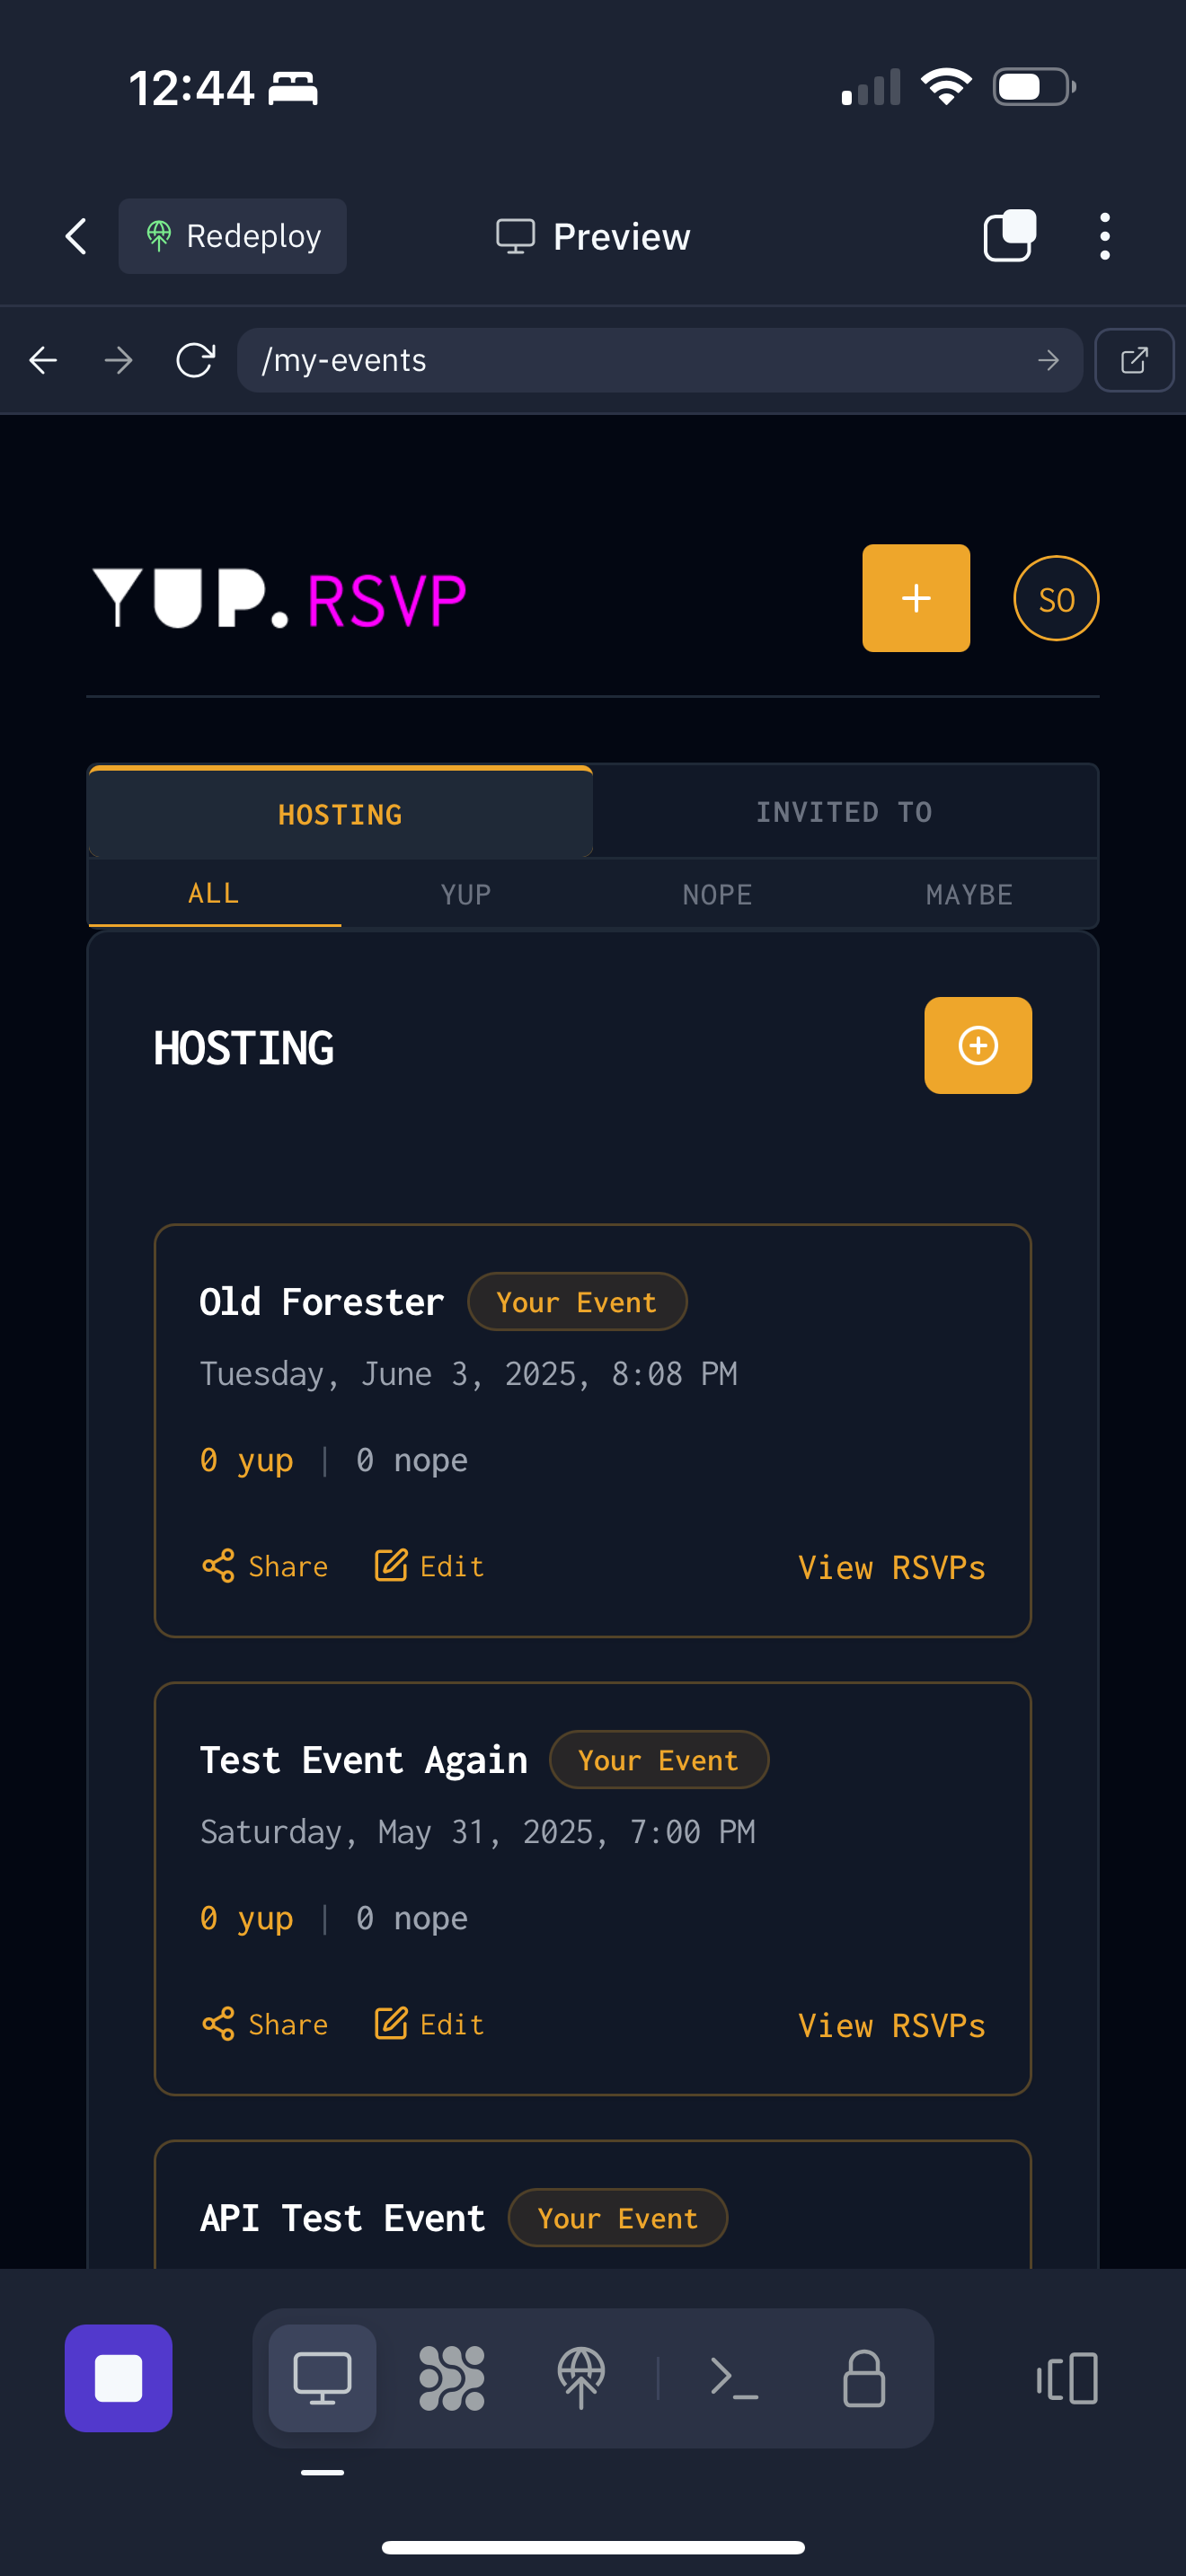 12:44
Redeploy
Preview
/my-events
YUP.RSVP
SO
HOSTING
INVITED TO
ALL
YUP
NOPE
MAYBE
HOSTING
Old Forester
Your Event
Tuesday, June 3, 2025, 8:08 PM
0 yup | 0 nope
Share
Edit
View RSVPs
Test Event Again
Your Event
Saturday, May 31, 2025, 7:00 PM
0 yup | 0 nope
Share
Edit
View RSVPs
API Test Event
Your Event